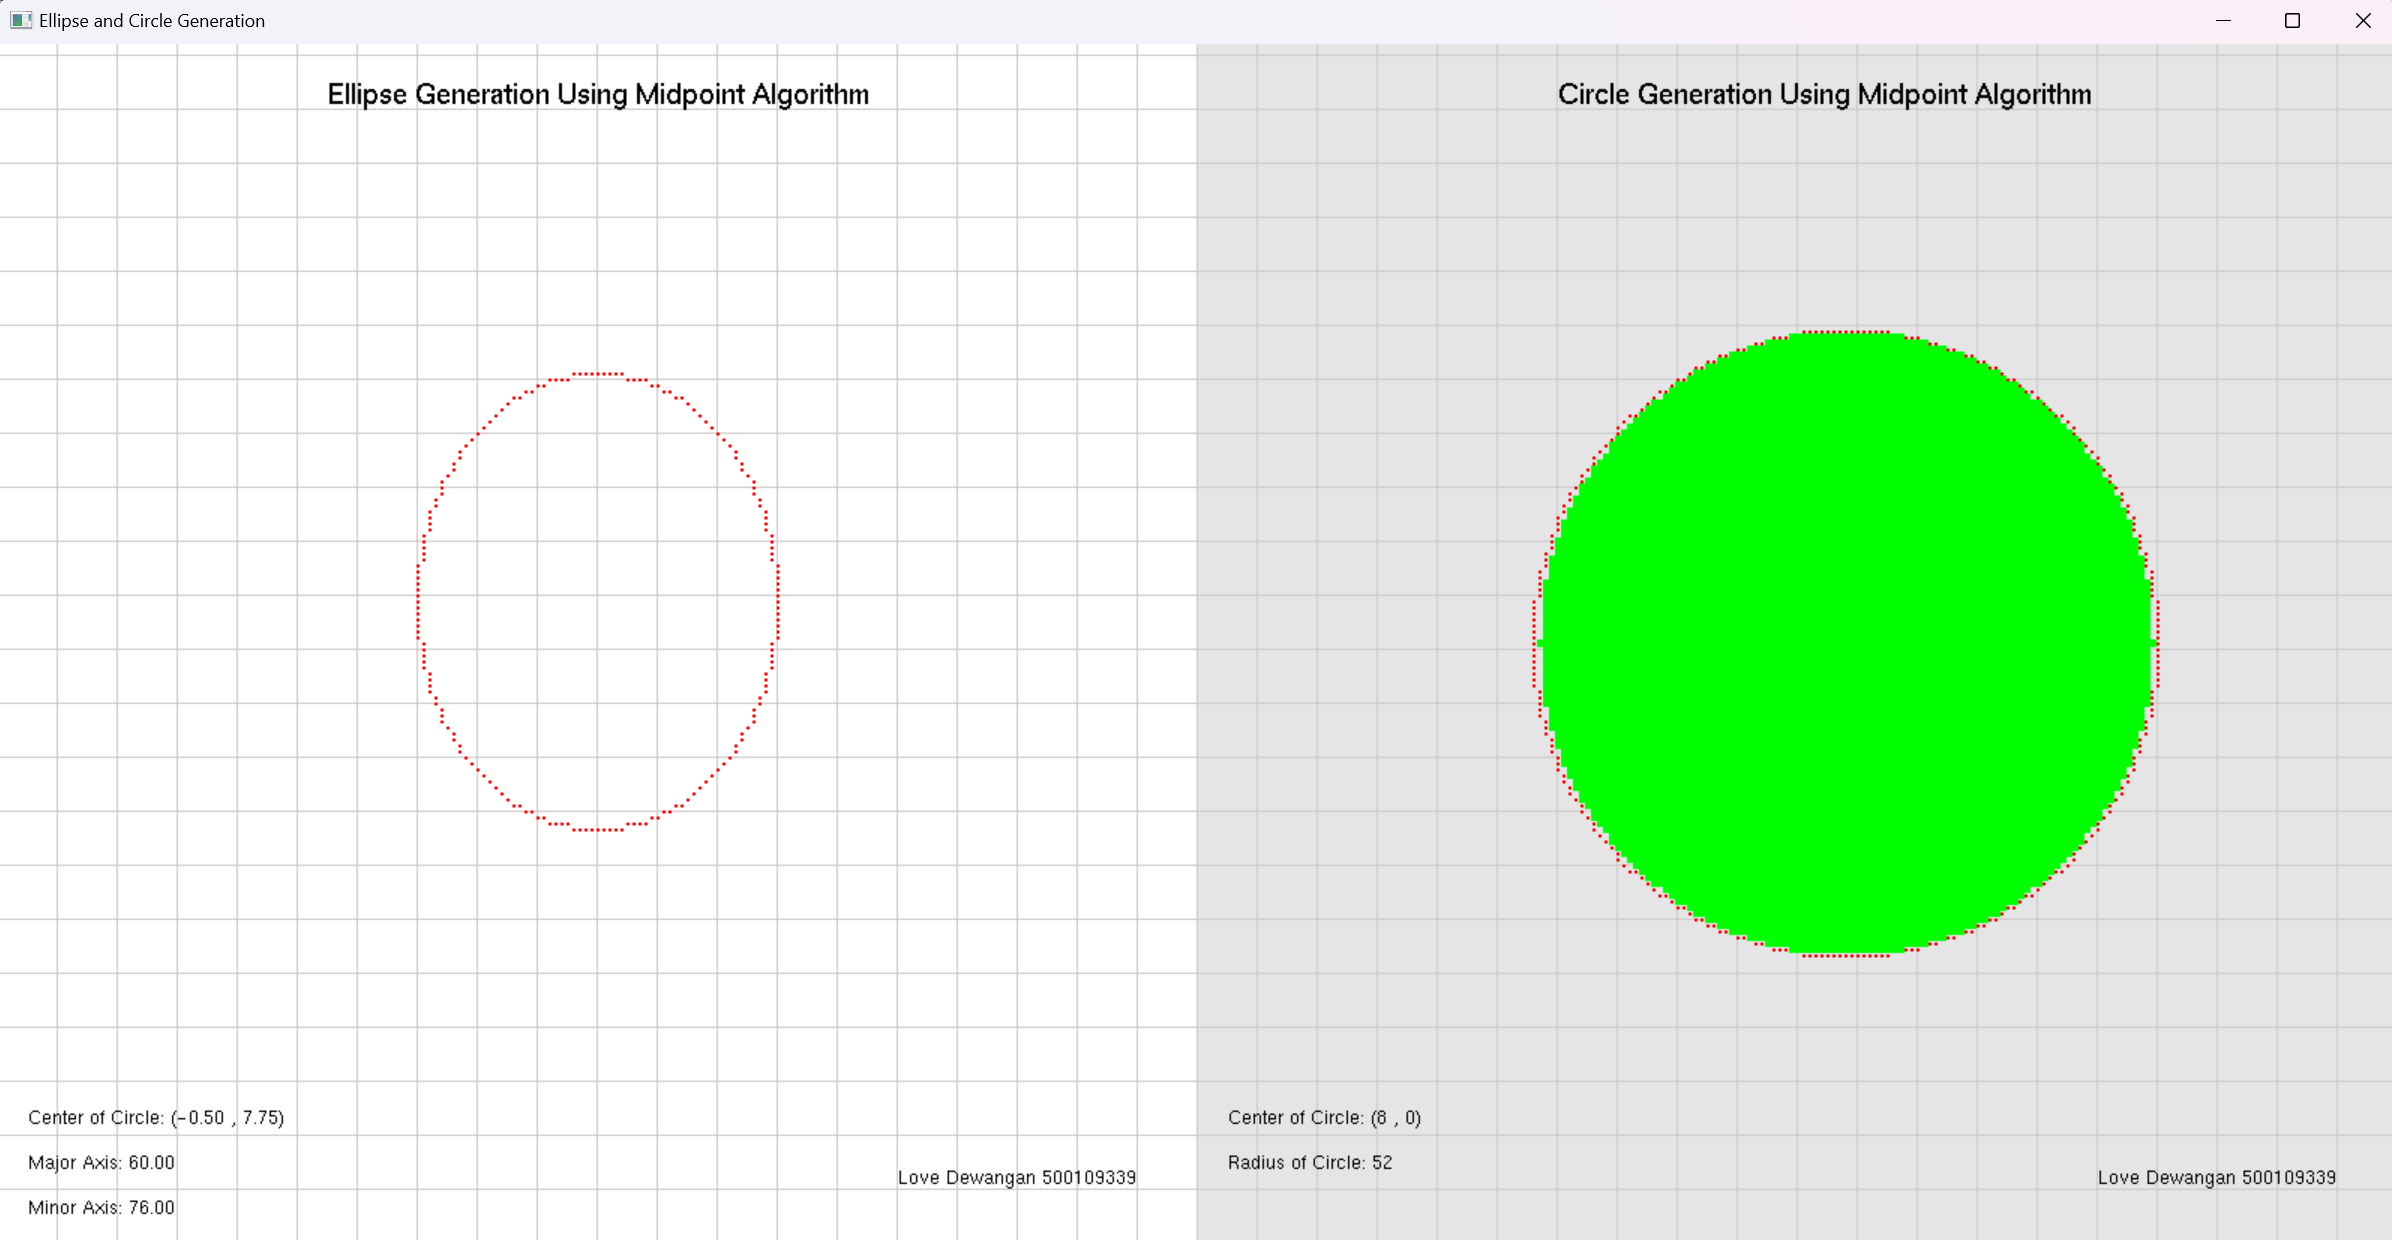 Ellipse and Circle Generation
Ellipse Generation Using Midpoint Algorithm
Center of Circle: (-0.50 , 7.75)
Major Axis: 60.00
Minor Axis: 76.00
Love Dewangan 500109339
Circle Generation Using Midpoint Algorithm
Center of Circle: (8 , 0)
Radius of Circle: 52
Love Dewangan 500109339